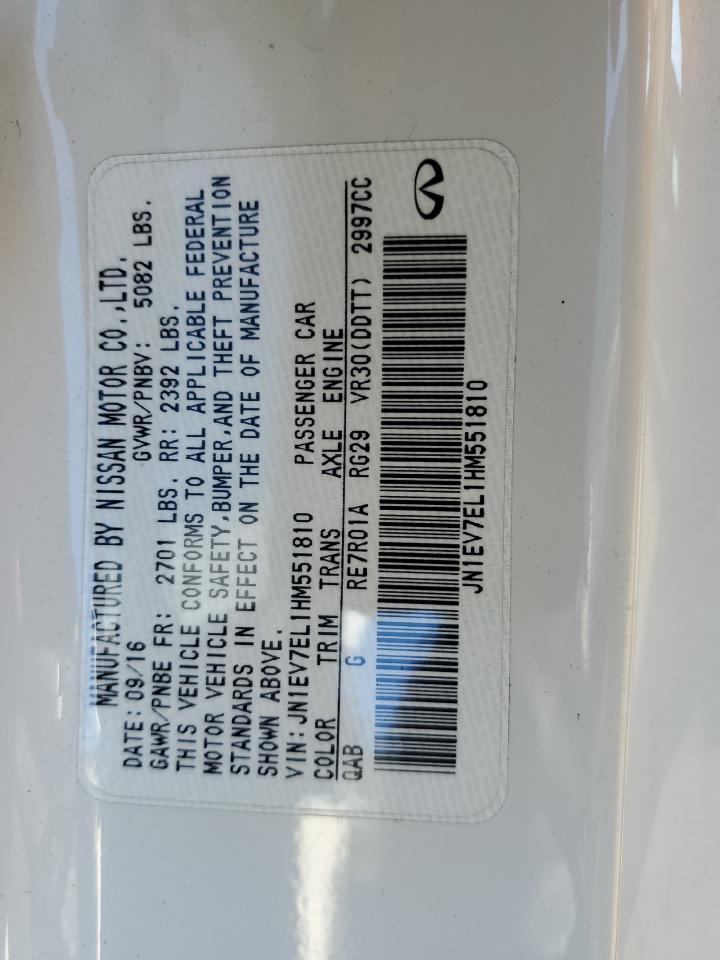 MANUFACTURED BY NISSAN MOTOR CO.,LTD.
DATE: 09/16 GVWR/PNBV: 5082 LBS.
GAWR/PNBE FR: 2701 LBS. RR: 2392 LBS.
THIS VEHICLE CONFORMS TO ALL APPLICABLE FEDERAL
MOTOR VEHICLE SAFETY,BUMPER,AND THEFT PREVENTION
STANDARDS IN EFFECT ON THE DATE OF MANUFACTURE
SHOWN ABOVE.
VIN:JN1EV7EL1HM551810 PASSENGER CAR
COLOR TRIM TRANS AXLE ENGINE
QAB G RE7R01A RG29 VR30(DDTT) 2997CC
JN1EV7EL1HM551810